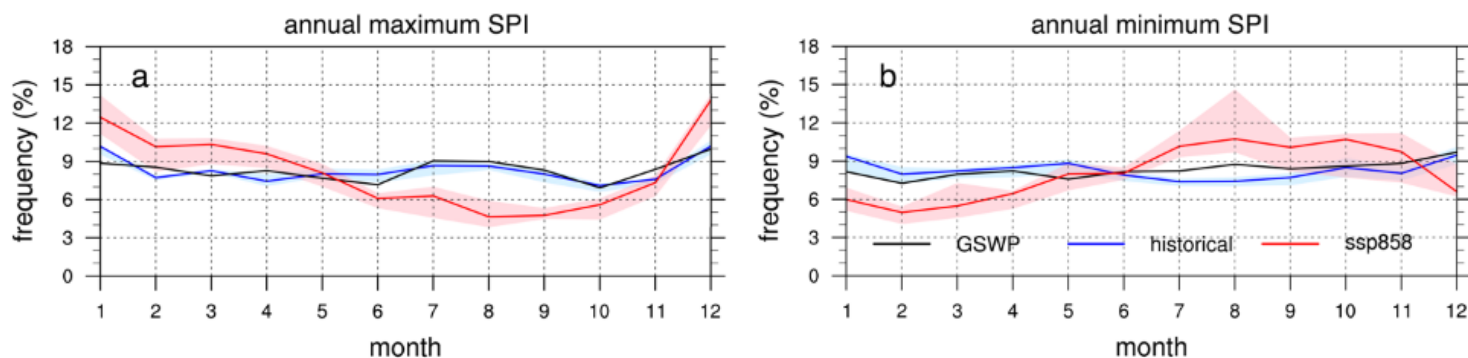 annual maximum SPI
a
frequency (%)
18
15
12
9
6
3
0
1 2 3 4 5 6 7 8 9 10 11 12
month
annual minimum SPI
b
frequency (%)
18
15
12
9
6
3
0
GSWP historical ssp858
1 2 3 4 5 6 7 8 9 10 11 12
month